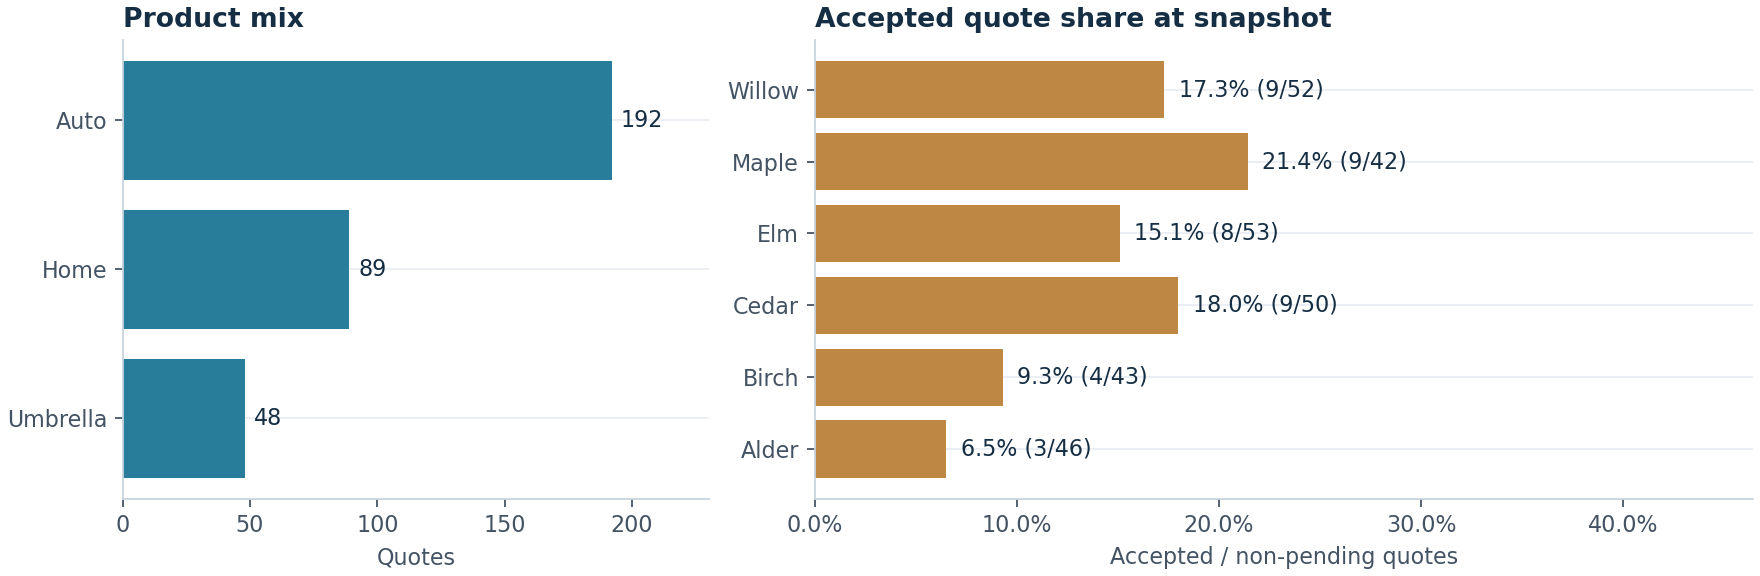 Product mix
Auto
192
Home
89
Umbrella
48
0
50
100
150
200
Quotes
Accepted quote share at snapshot
Willow
17.3% (9/52)
Maple
21.4% (9/42)
Elm
15.1% (8/53)
Cedar
18.0% (9/50)
Birch
9.3% (4/43)
Alder
6.5% (3/46)
0.0%
10.0%
20.0%
30.0%
40.0%
Accepted / non-pending quotes